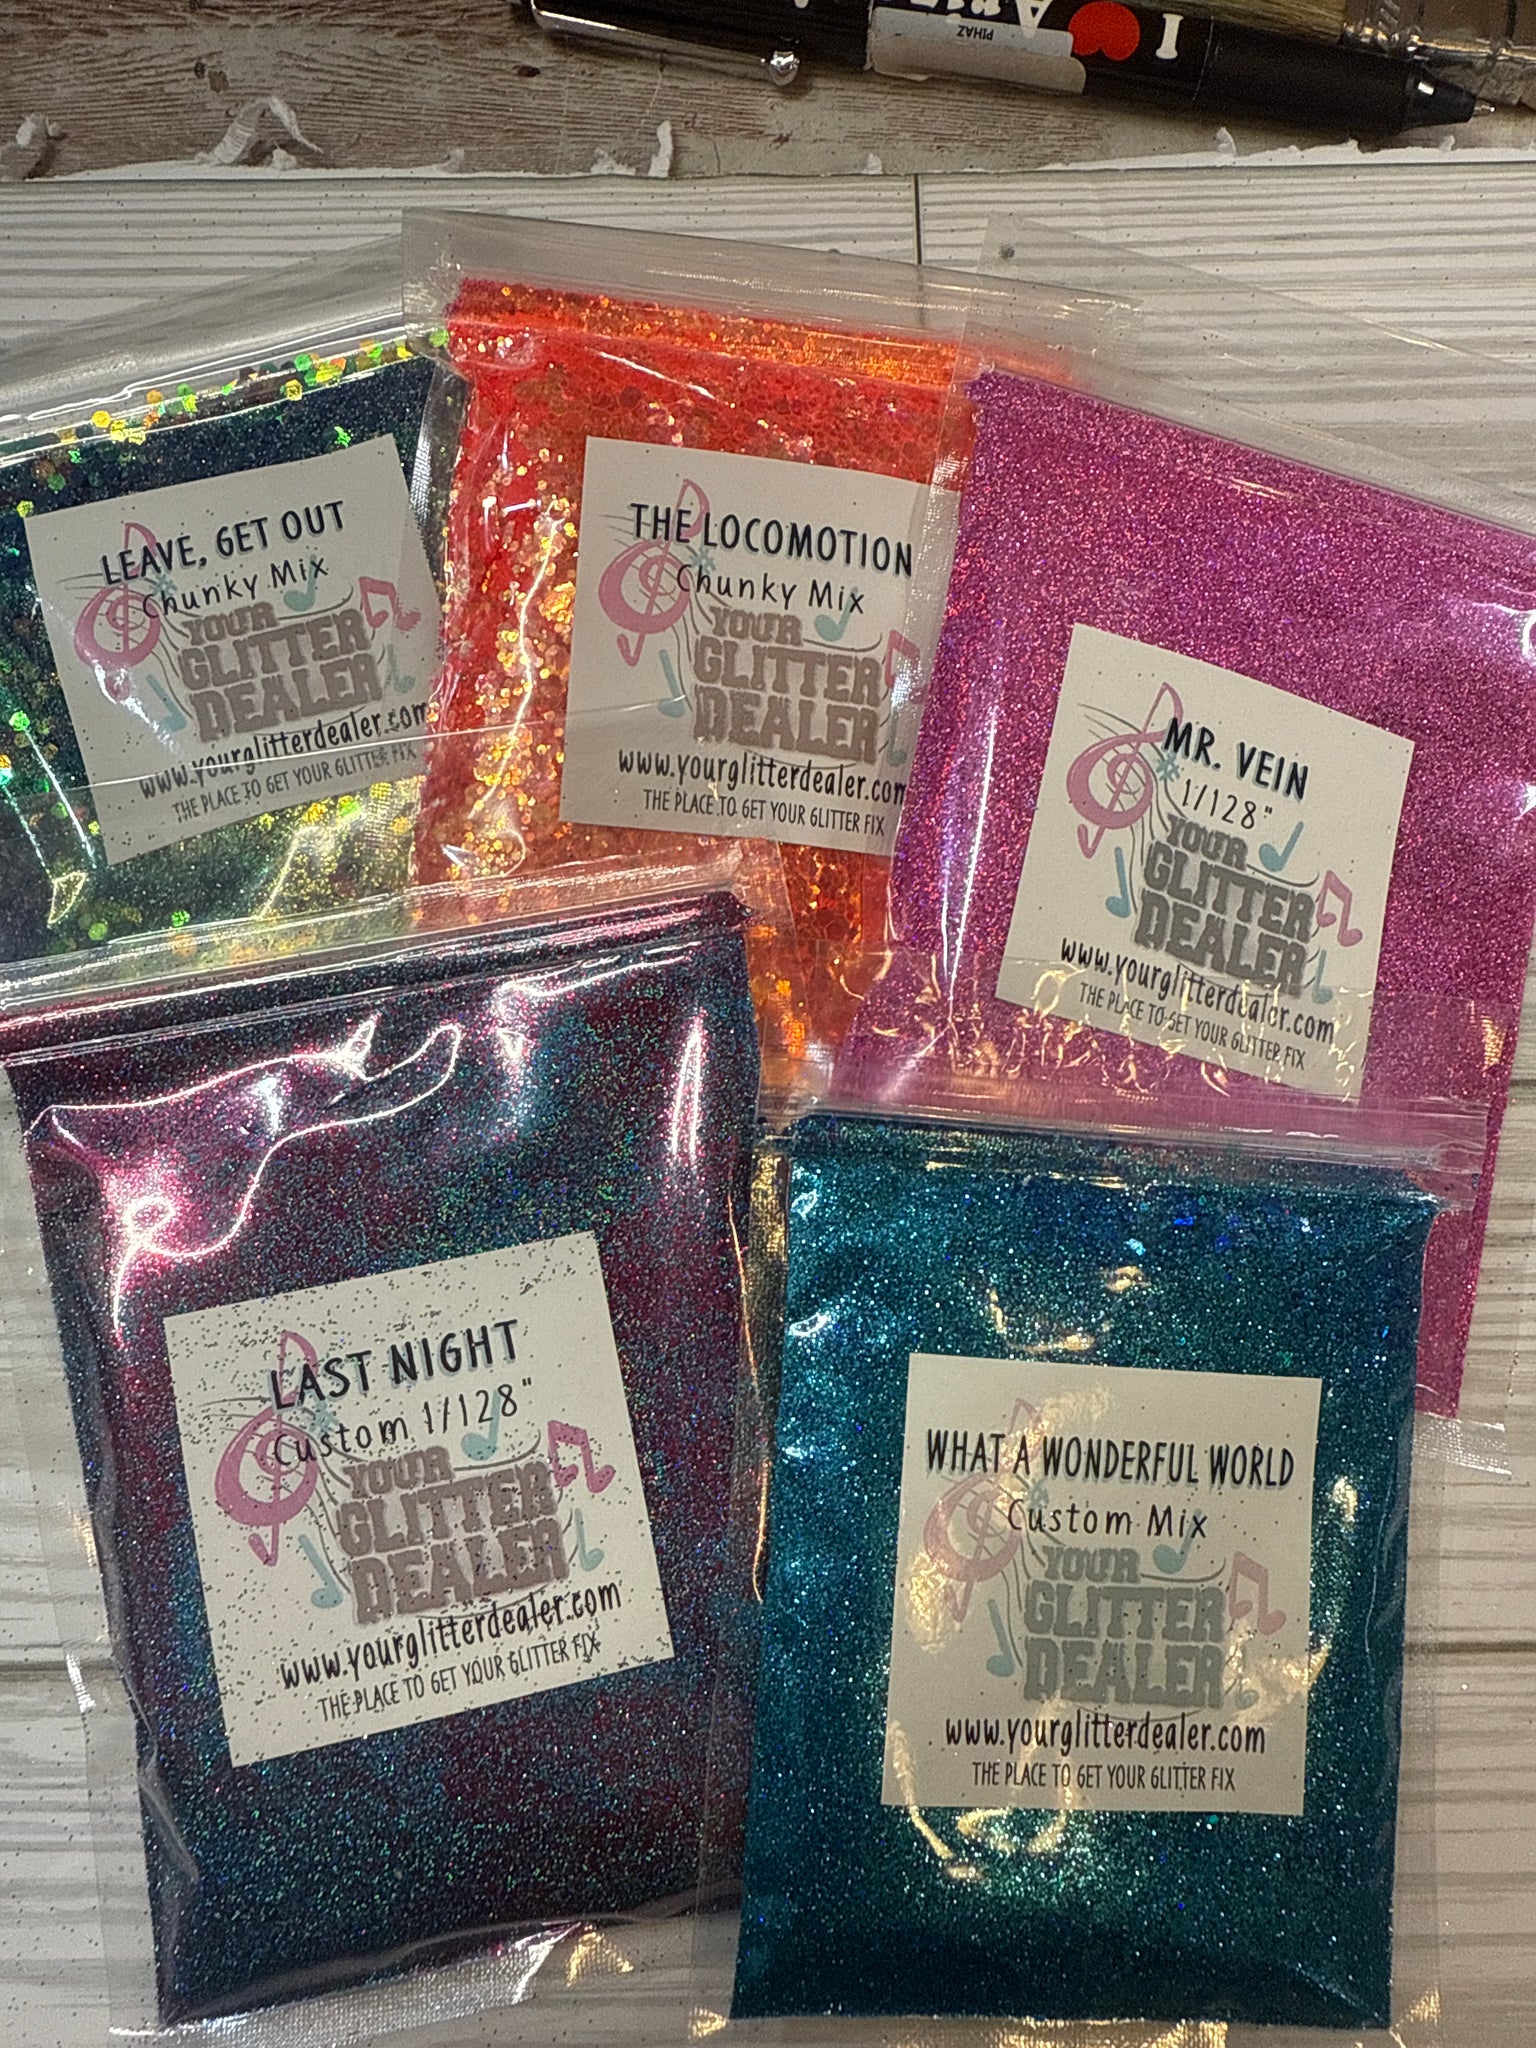 I
PIHAZ
LEAVE, GET OUT
Chunky Mix
YOUR
GLITTER
DEALER
www.yourglitterdealer.com
THE PLACE TO GET YOUR GLITTER FIX
THE LOCOMOTION
Chunky Mix
YOUR
GLITTER
DEALER
www.yourglitterdealer.com
THE PLACE TO GET YOUR GLITTER FIX
MR. VEIN
1/128"
YOUR
GLITTER
DEALER
www.yourglitterdealer.com
THE PLACE TO GET YOUR GLITTER FIX
LAST NIGHT
Custom 1/128"
YOUR
GLITTER
DEALER
www.yourglitterdealer.com
THE PLACE TO GET YOUR GLITTER FIX
WHAT A WONDERFUL WORLD
Custom Mix
YOUR
GLITTER
DEALER
www.yourglitterdealer.com
THE PLACE TO GET YOUR GLITTER FIX